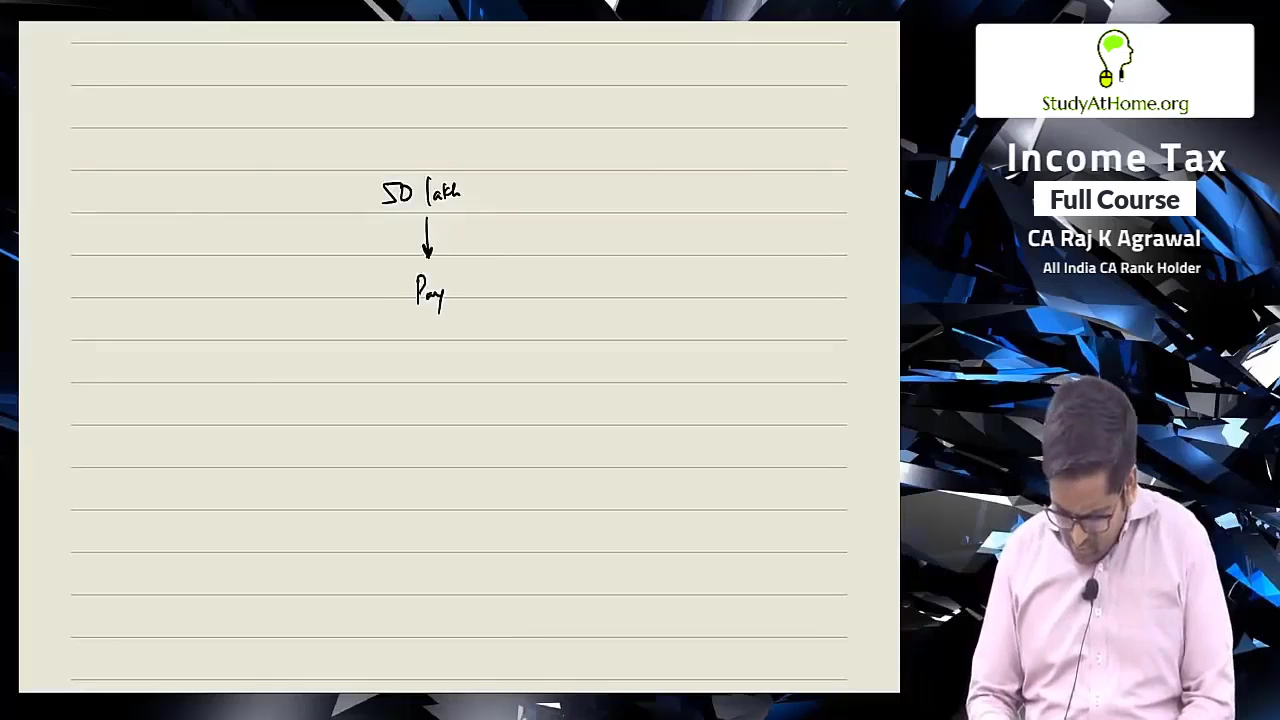 50 lakh
Pay
StudyAtHome.org
Income Tax
Full Course
CA Raj K Agrawal
All India CA Rank Holder